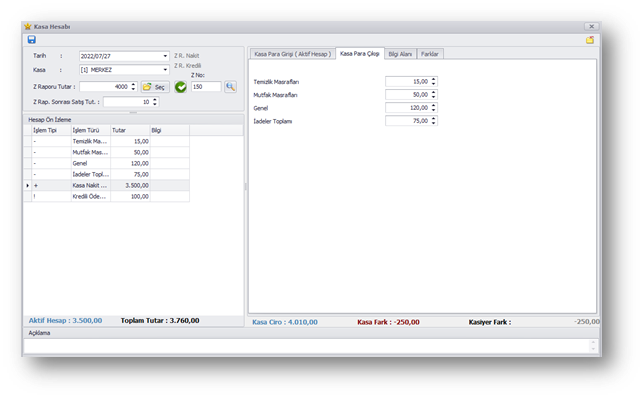 Kasa Hesabı
Tarih : 2022/07/27 Z R. Nakit
Kasa : [1] MERKEZ Z R. Kredili
Z No:
Z Raporu Tutar : 4000 Seç 150
Z Rap. Sonrası Satış Tut. : 10
Hesap Ön İzleme
İşlem Tipi İşlem Türü Tutar Bilgi
- Temizlik Ma... 15,00
- Mutfak Mas... 50,00
- Genel 120,00
- İadeler Topl... 75,00
+ Kasa Nakit ... 3.500,00
! Kredili Öde... 100,00
Aktif Hesap : 3.500,00 Toplam Tutar : 3.760,00
Kasa Para Girişi ( Aktif Hesap ) Kasa Para Çıkışı Bilgi Alanı Farklar
Temizlik Masrafları 15,00
Mutfak Masrafları 50,00
Genel 120,00
İadeler Toplamı 75,00
Kasa Ciro : 4.010,00 Kasa Fark : -250,00 Kasiyer Fark : -250,00
Açıklama